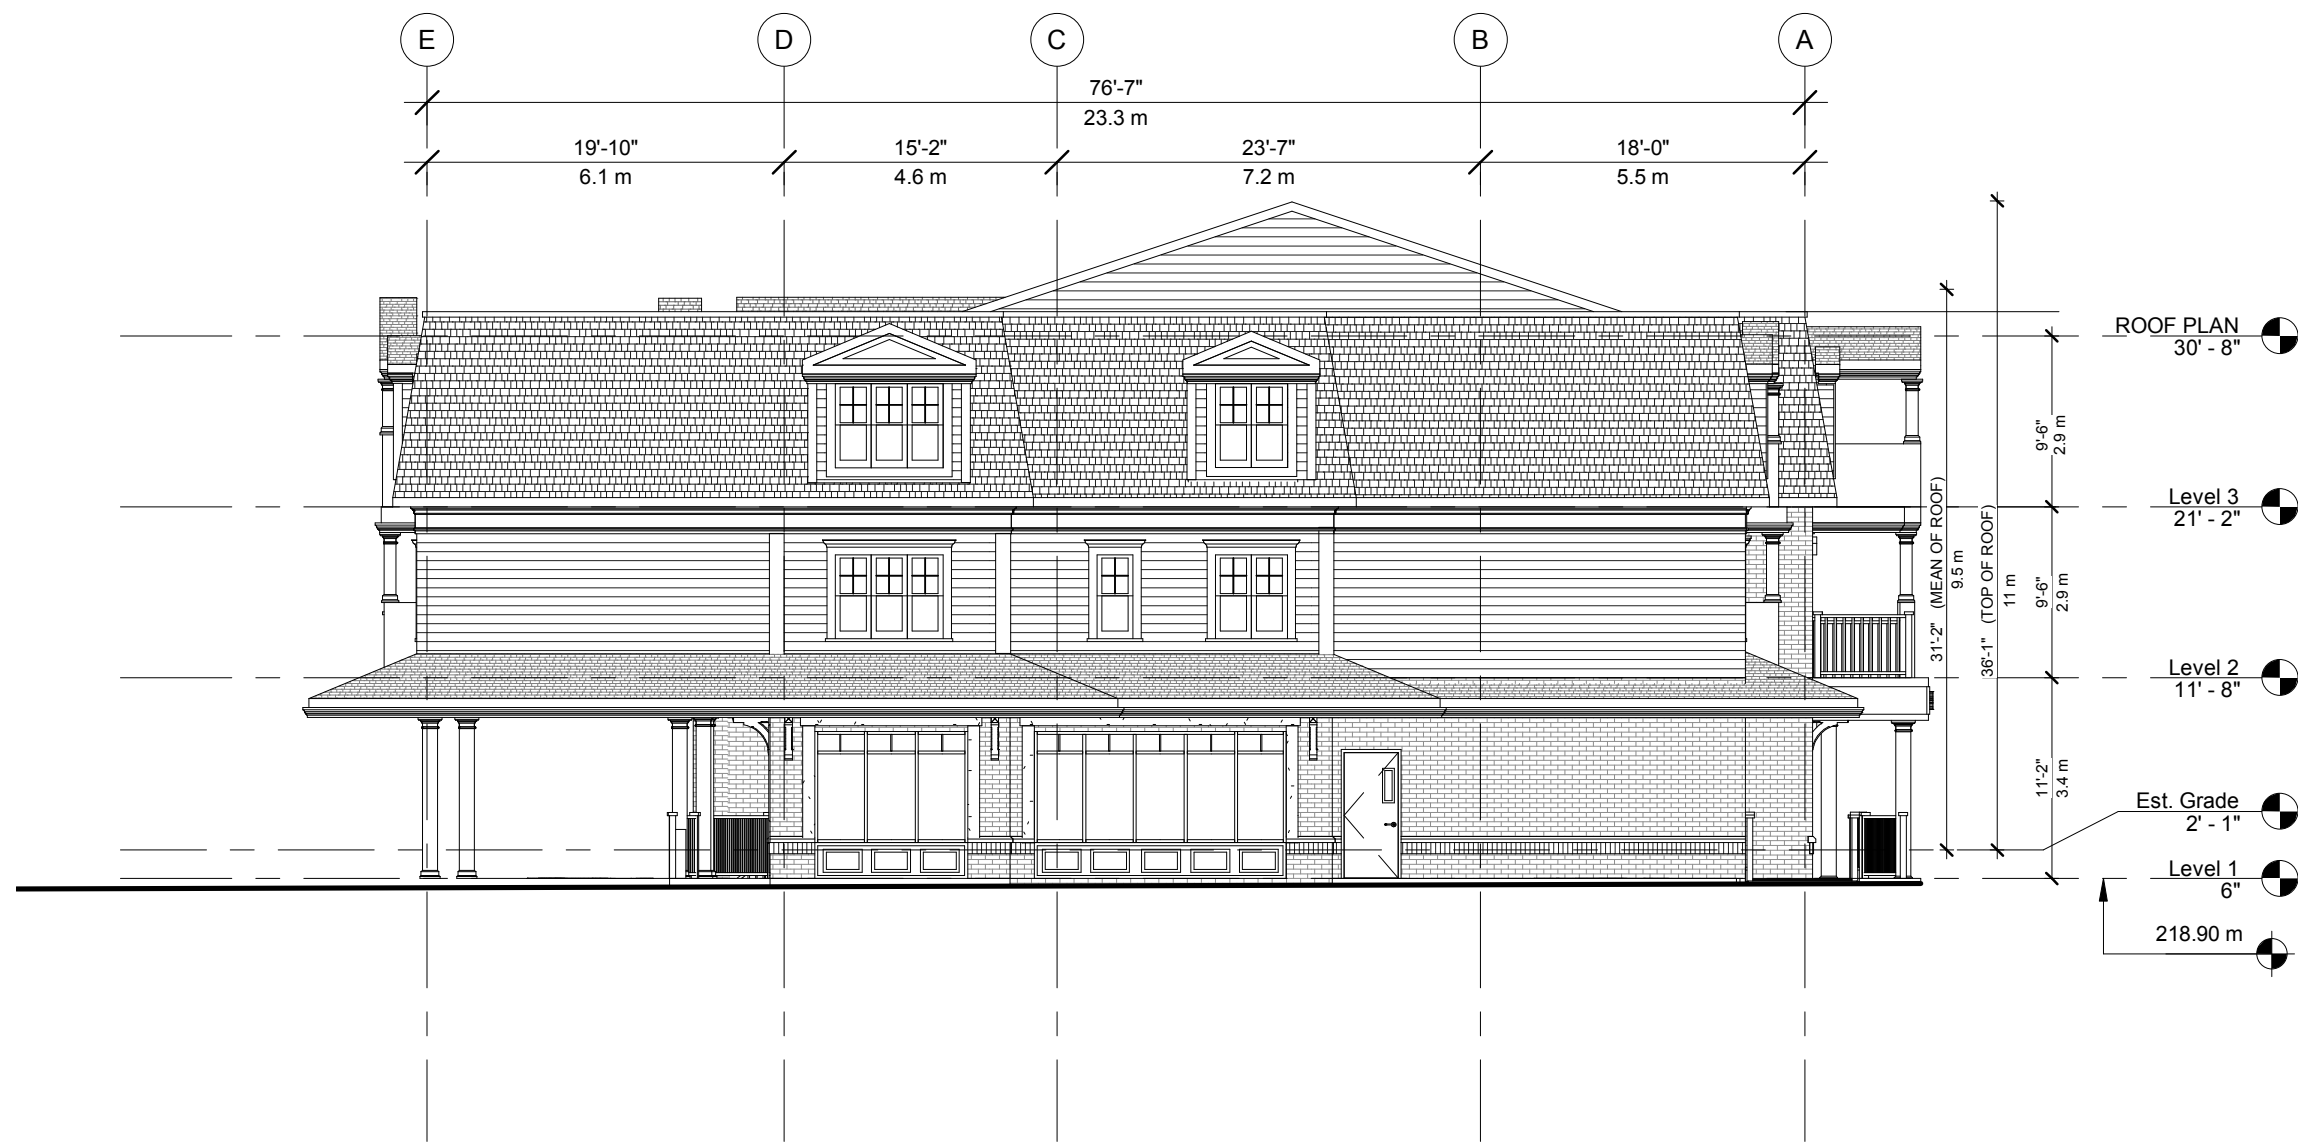 E D C B A
76'-7"
23.3 m
19'-10" 15'-2" 23'-7" 18'-0"
6.1 m 4.6 m 7.2 m 5.5 m
ROOF PLAN
30' - 8"
9'-6"
2.9 m
Level 3
21' - 2"
31'-2" (MEAN OF ROOF)
9.5 m
36'-1" (TOP OF ROOF)
11 m
9'-6"
2.9 m
Level 2
11' - 8"
11'-2"
3.4 m
Est. Grade
2' - 1"
Level 1
6"
218.90 m